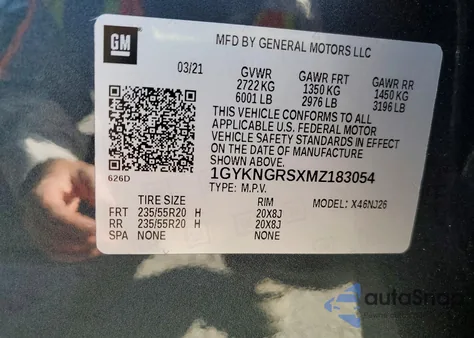 GM
MFD BY GENERAL MOTORS LLC
03/21 GVWR GAWR FRT GAWR RR
2722 KG 1350 KG 1450 KG
6001 LB 2976 LB 3196 LB
THIS VEHICLE CONFORMS TO ALL
APPLICABLE U.S. FEDERAL MOTOR
VEHICLE SAFETY STANDARDS IN EFFECT
ON THE DATE OF MANUFACTURE
SHOWN ABOVE.
626D 1GYKNGRSXMZ183054
TYPE: M.P.V.
TIRE SIZE RIM MODEL: X46NJ26
FRT 235/55R20 H 20X8J
RR 235/55R20 H 20X8J
SPA NONE NONE
autoSnap